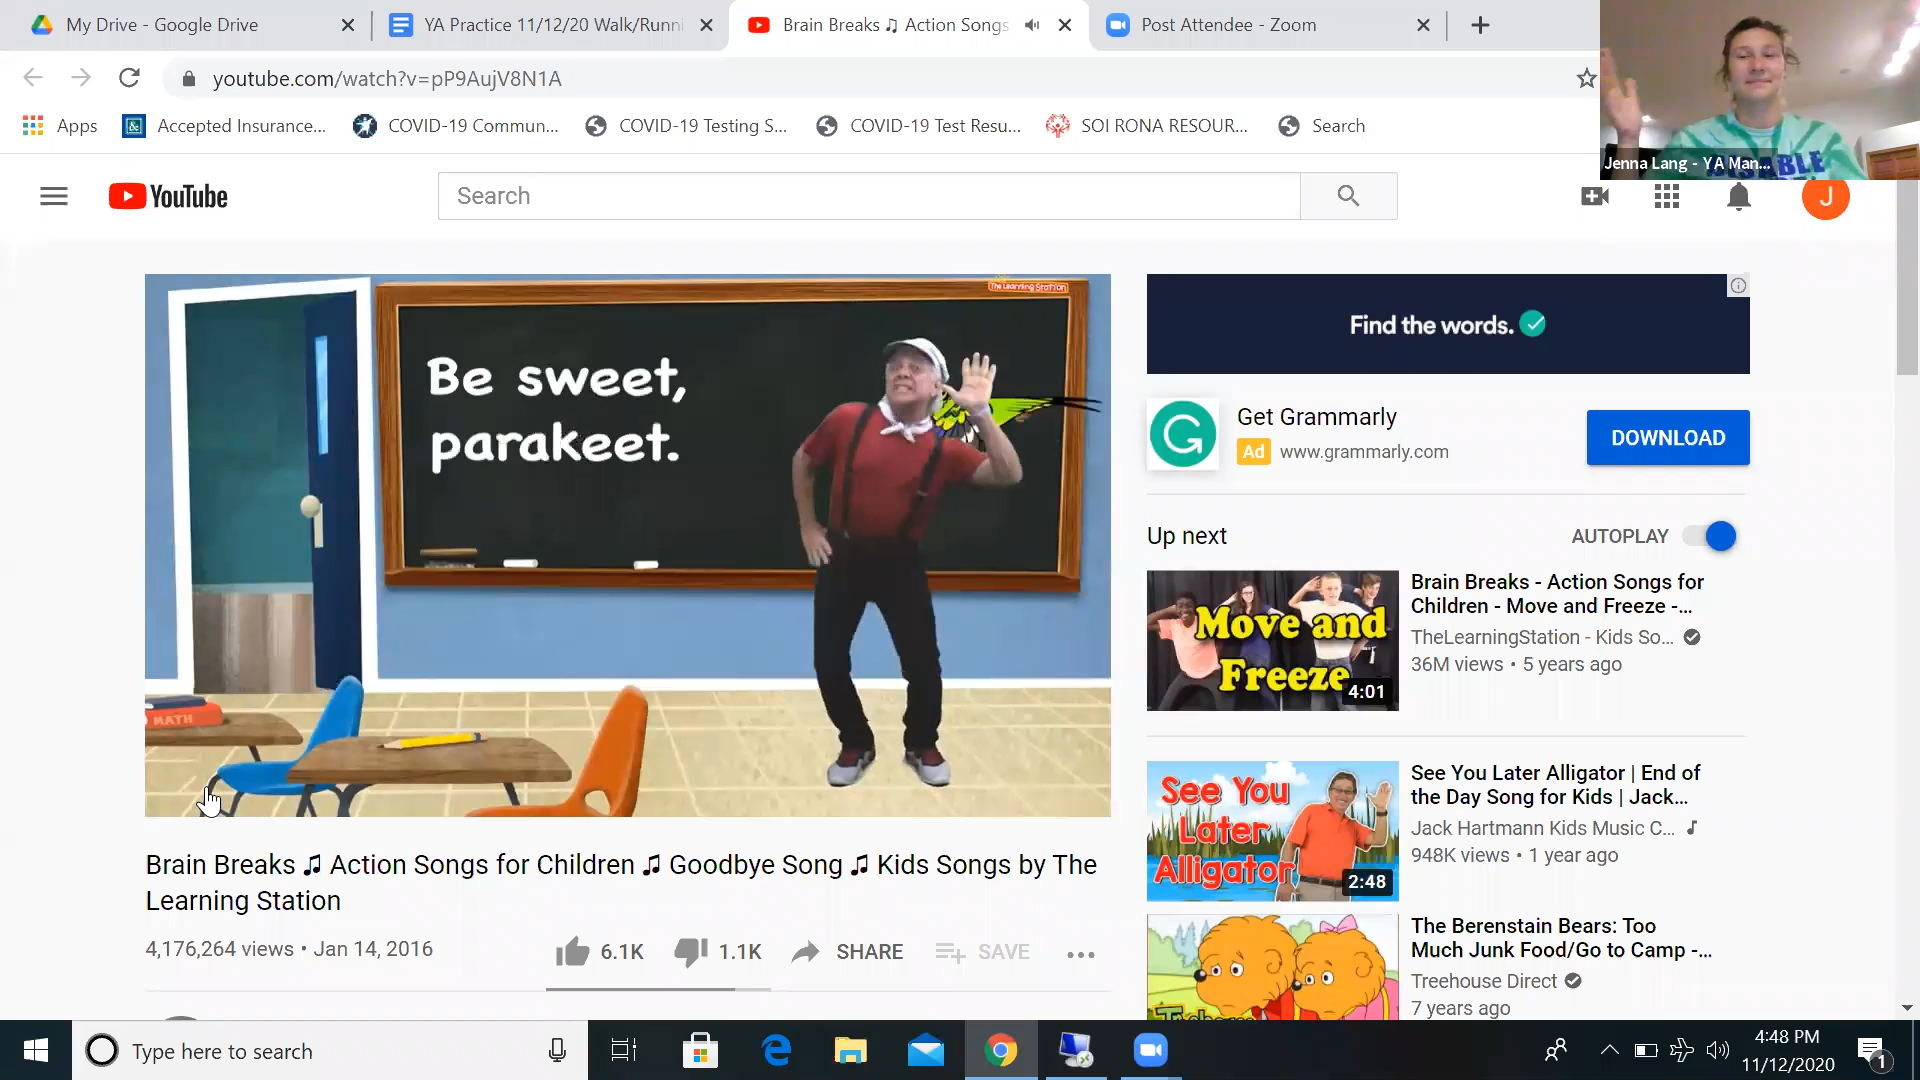 My Drive - Google Drive
YA Practice 11/12/20 Walk/Runni
Brain Breaks ♫ Action Songs
Post Attendee - Zoom
youtube.com/watch?v=pP9AujV8N1A
Apps
Accepted Insurance...
COVID-19 Commun...
COVID-19 Testing S...
COVID-19 Test Resu...
SOI RONA RESOUR...
Search
Jenna Lang - YA Man...
YouTube
Search
J
The Learning Station
Be sweet,
parakeet.
MATH
Find the words.
Get Grammarly
Ad www.grammarly.com
DOWNLOAD
Up next
AUTOPLAY
Move and
Freeze
4:01
Brain Breaks - Action Songs for
Children - Move and Freeze -...
TheLearningStation - Kids So...
36M views • 5 years ago
See You
Later
Alligator
2:48
See You Later Alligator | End of
the Day Song for Kids | Jack...
Jack Hartmann Kids Music C...
948K views • 1 year ago
The Berenstain Bears: Too
Much Junk Food/Go to Camp -...
Treehouse Direct
7 years ago
Brain Breaks ♫ Action Songs for Children ♫ Goodbye Song ♫ Kids Songs by The
Learning Station
4,176,264 views • Jan 14, 2016
6.1K
1.1K
SHARE
SAVE
Type here to search
4:48 PM
11/12/2020
1